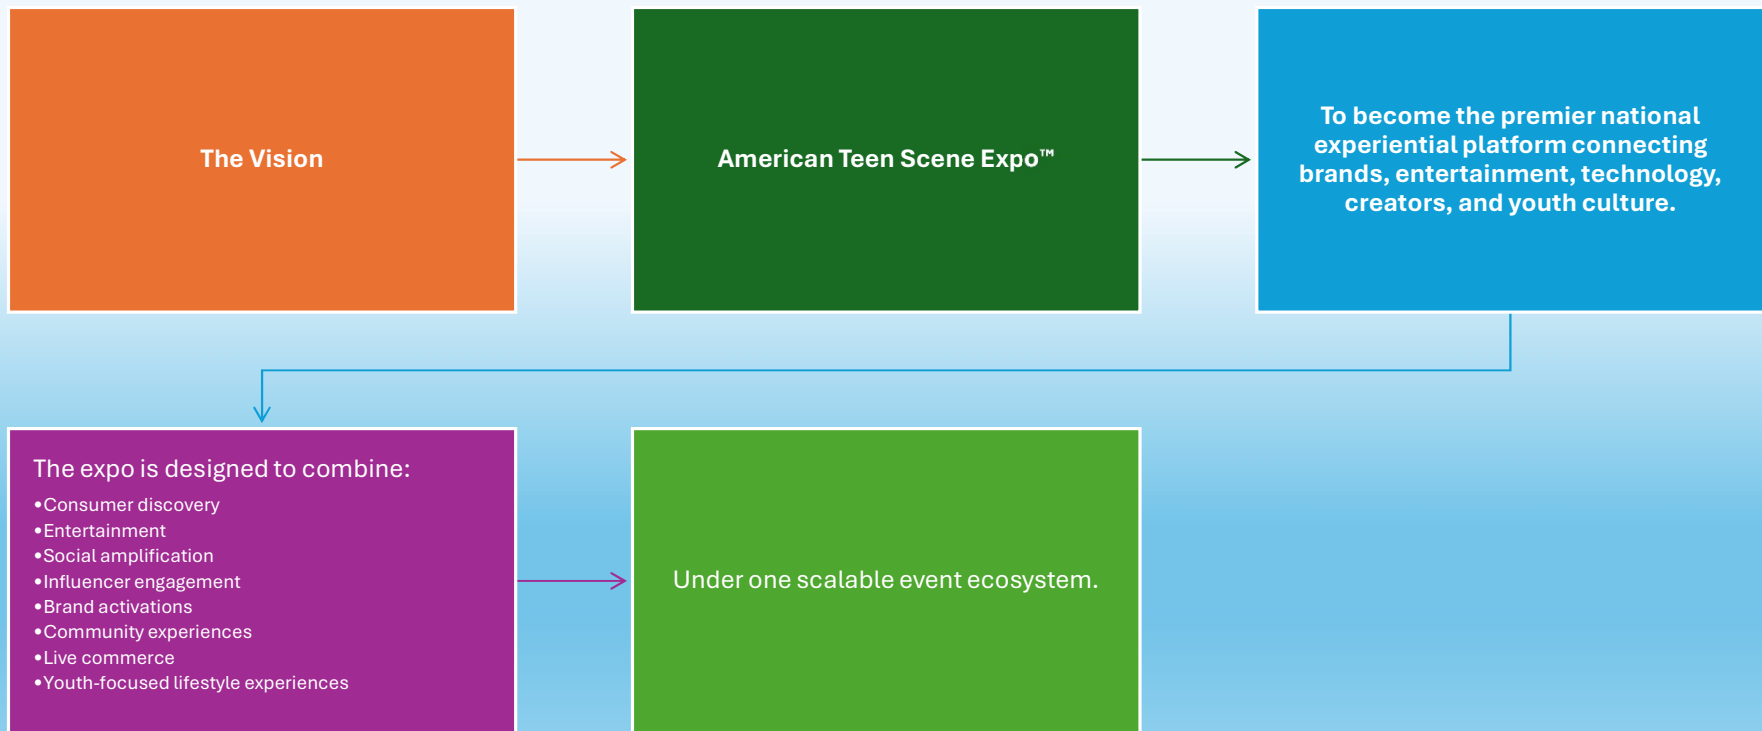 The Vision
American Teen Scene Expo™
To become the premier national
experiential platform connecting
brands, entertainment, technology,
creators, and youth culture.
The expo is designed to combine:
•Consumer discovery
•Entertainment
•Social amplification
•Influencer engagement
•Brand activations
•Community experiences
•Live commerce
•Youth-focused lifestyle experiences
Under one scalable event ecosystem.